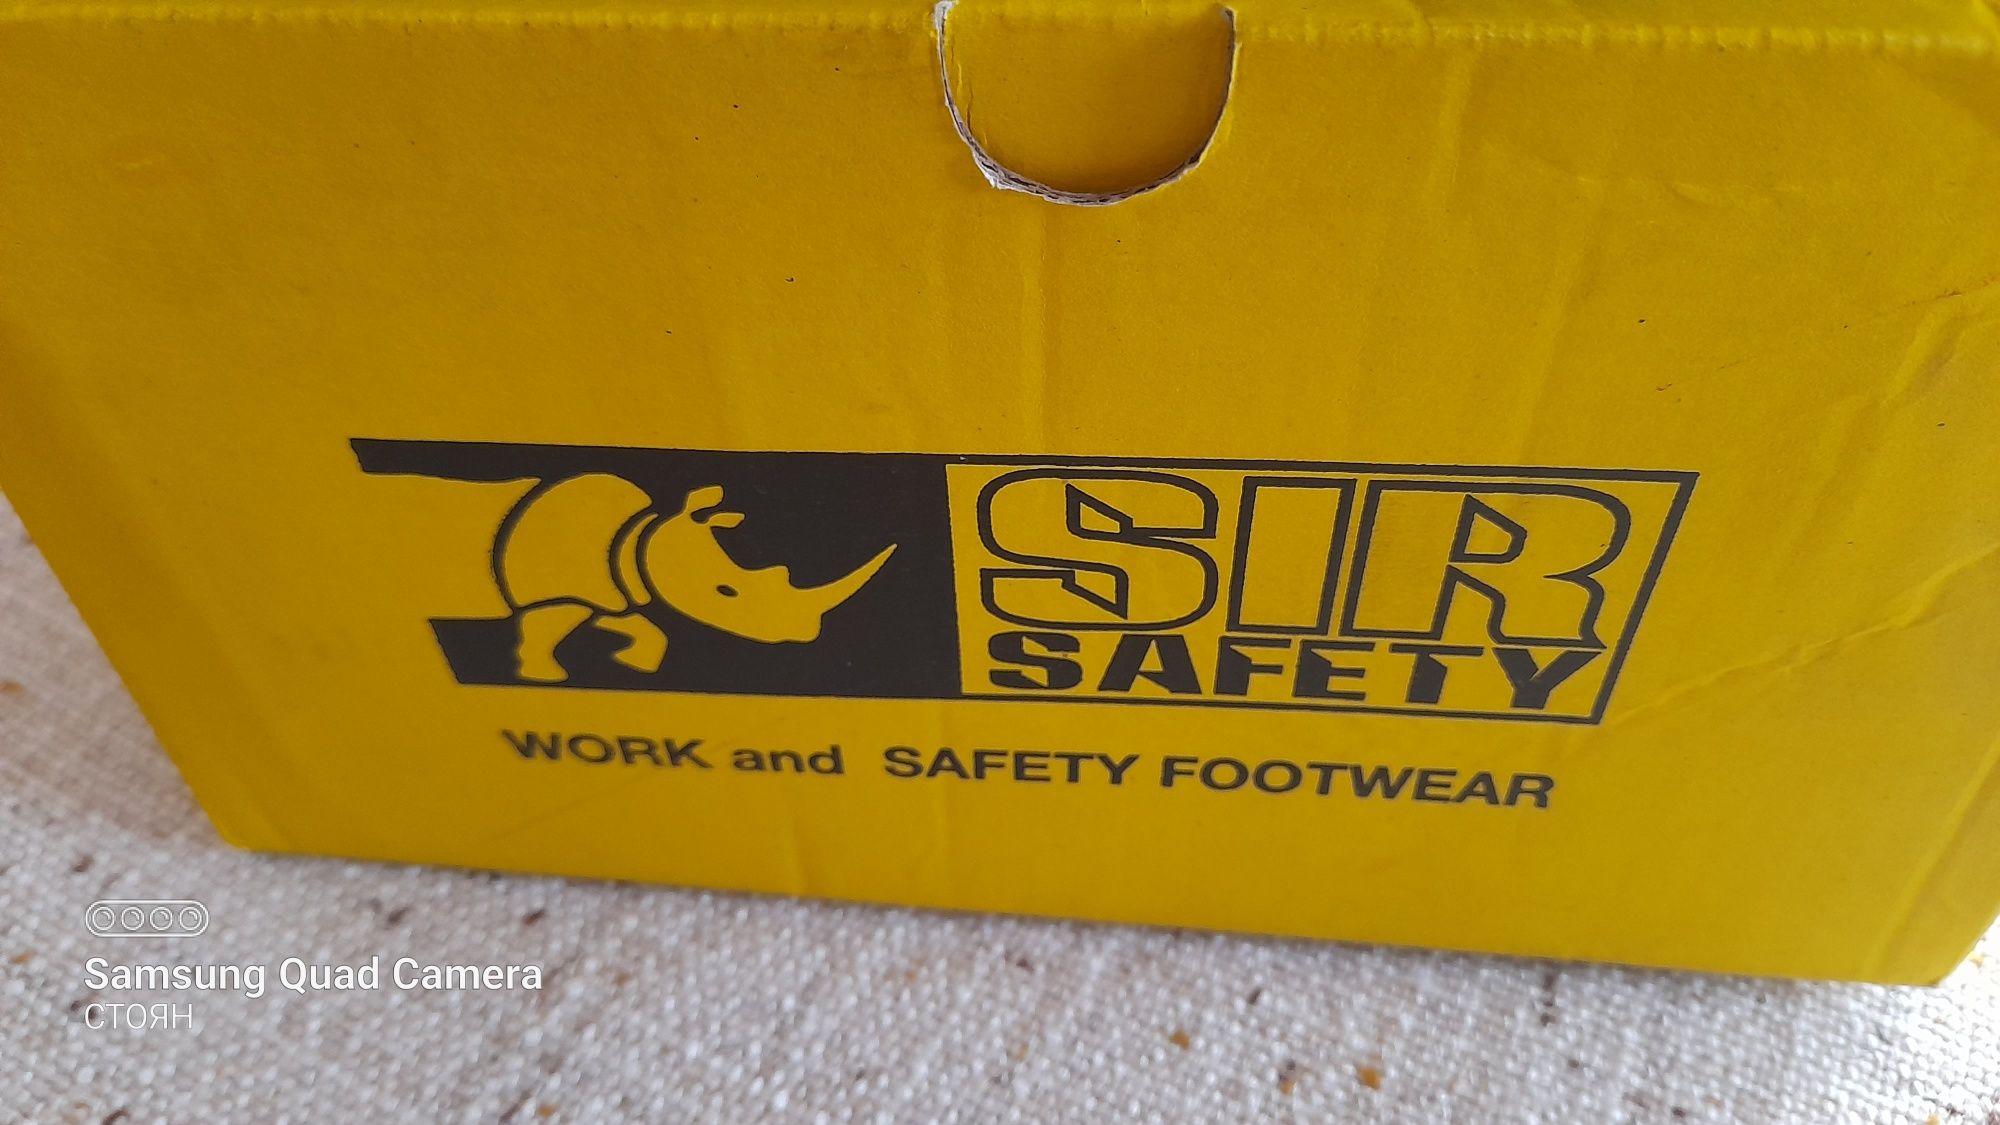 SIR
SAFETY
WORK and SAFETY FOOTWEAR
Samsung Quad Camera
СТОЯН